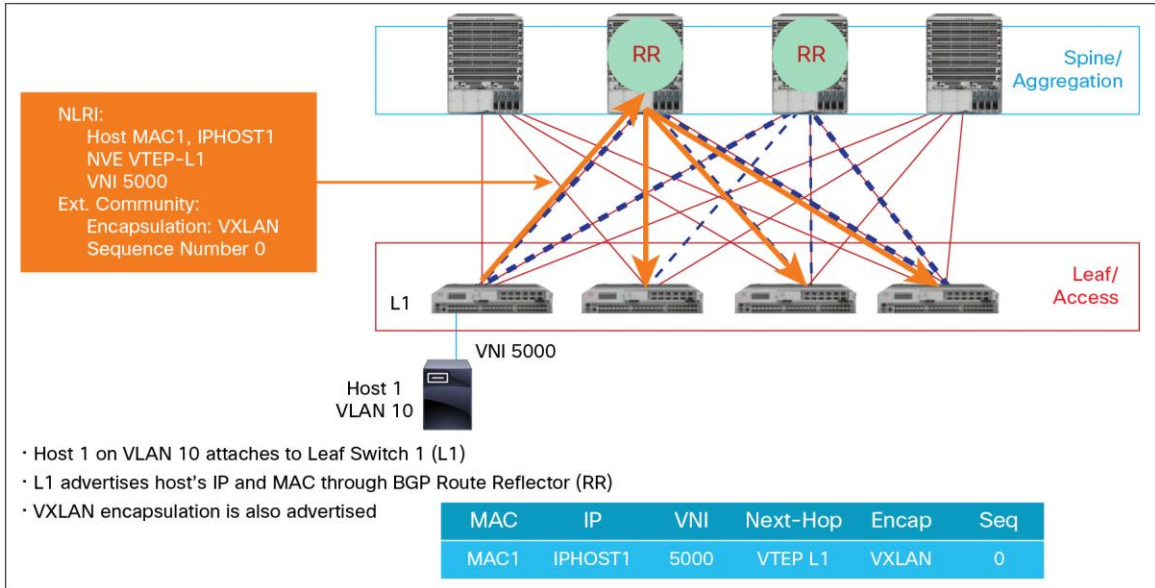 RR
RR
Spine/
Aggregation
NLRI:
Host MAC1, IPHOST1
NVE VTEP-L1
VNI 5000
Ext. Community:
Encapsulation: VXLAN
Sequence Number 0
L1
Leaf/
Access
VNI 5000
Host 1
VLAN 10
· Host 1 on VLAN 10 attaches to Leaf Switch 1 (L1)
· L1 advertises host's IP and MAC through BGP Route Reflector (RR)
· VXLAN encapsulation is also advertised
MAC IP VNI Next-Hop Encap Seq
MAC1 IPHOST1 5000 VTEP L1 VXLAN 0